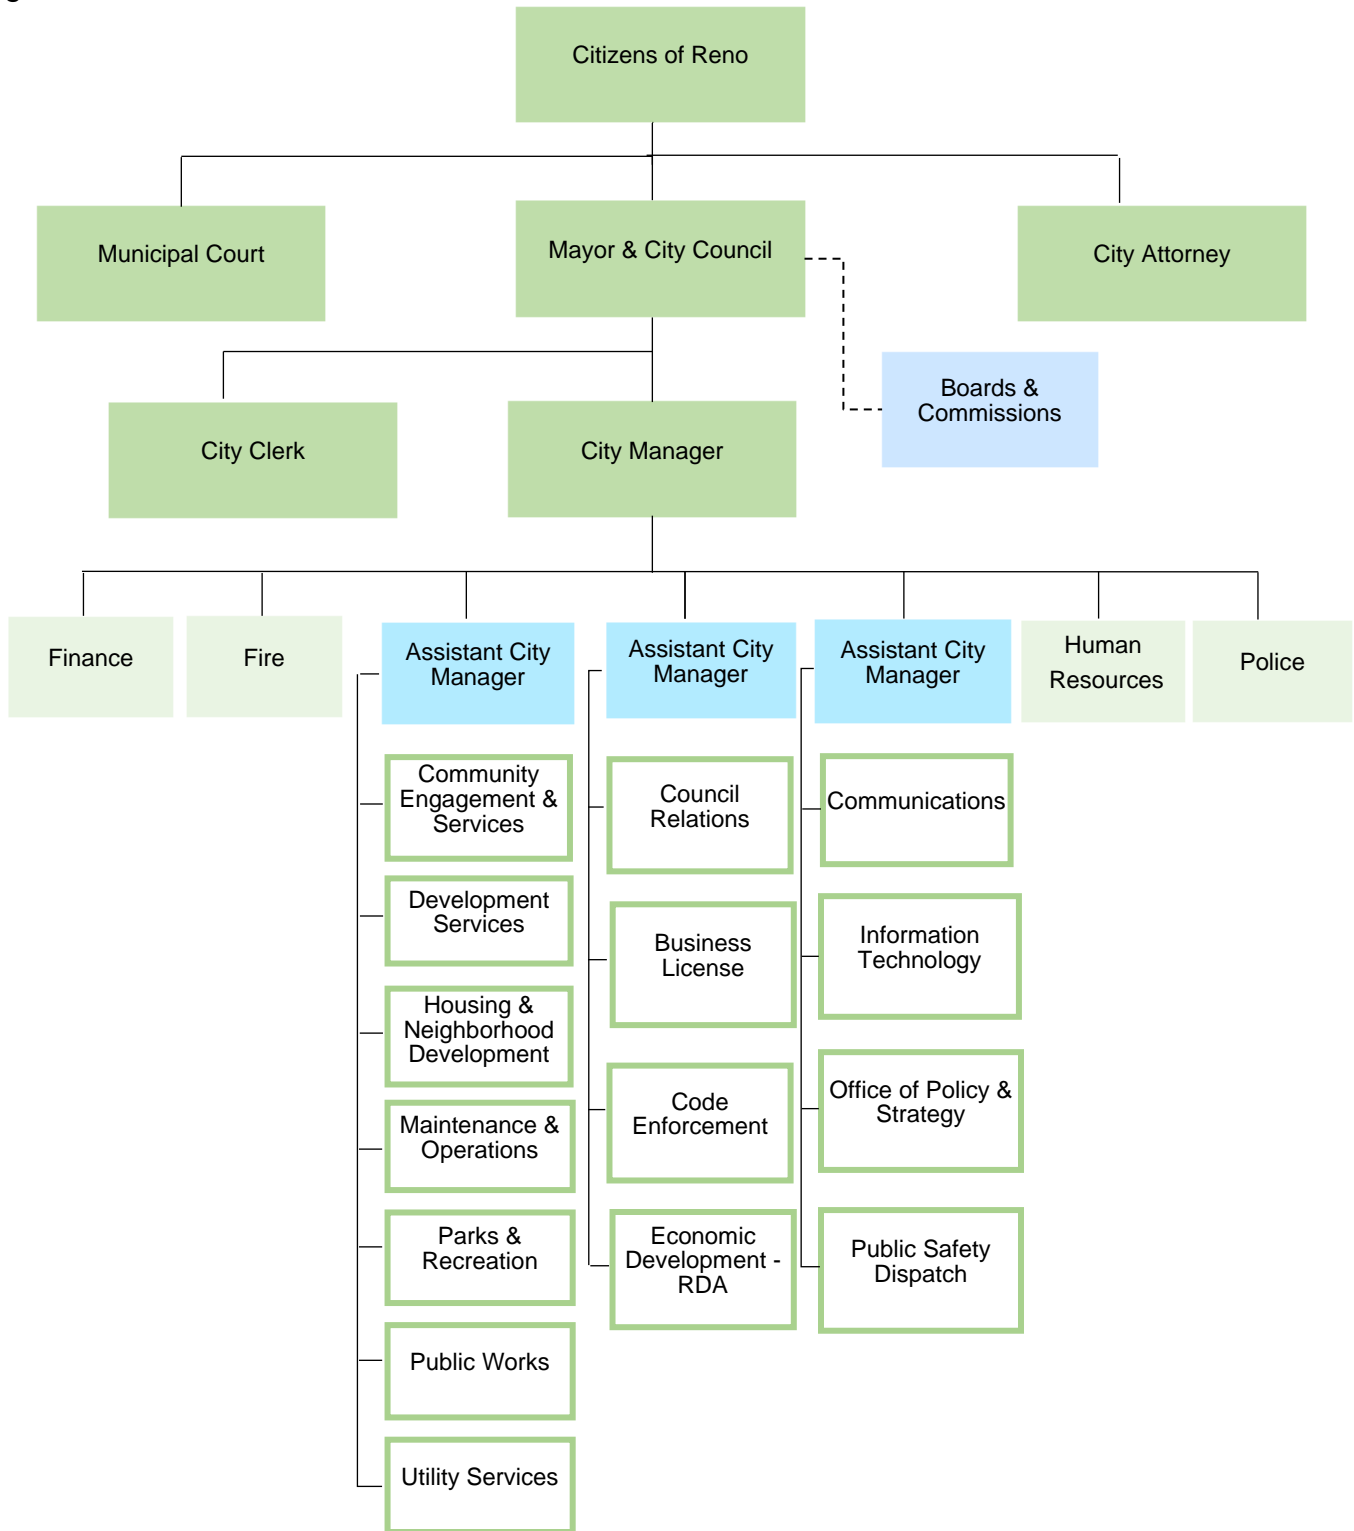 Citizens of Reno
Municipal Court
Mayor & City Council
City Attorney
Boards &
Commissions
City Clerk
City Manager
Finance
Fire
Assistant City
Manager
Assistant City
Manager
Assistant City
Manager
Human
Resources
Police
Community
Engagement &
Services
Development
Services
Housing &
Neighborhood
Development
Maintenance &
Operations
Parks &
Recreation
Public Works
Utility Services
Council
Relations
Business
License
Code
Enforcement
Economic
Development -
RDA
Communications
Information
Technology
Office of Policy &
Strategy
Public Safety
Dispatch